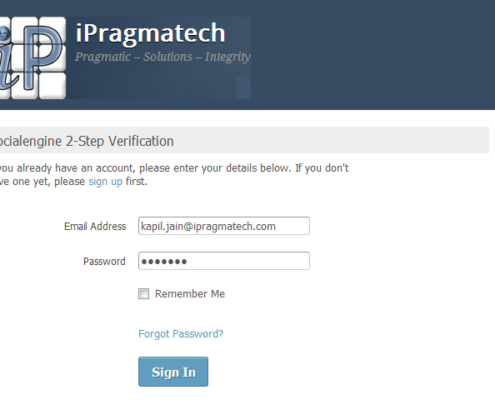 iP
iPragmatech
Pragmatic – Solutions – Integrity
ocialengine 2-Step Verification
you already have an account, please enter your details below. If you don't
ve one yet, please sign up first.
Email Address kapil.jain@ipragmatech.com
Password •••••••
Remember Me
Forgot Password?
Sign In